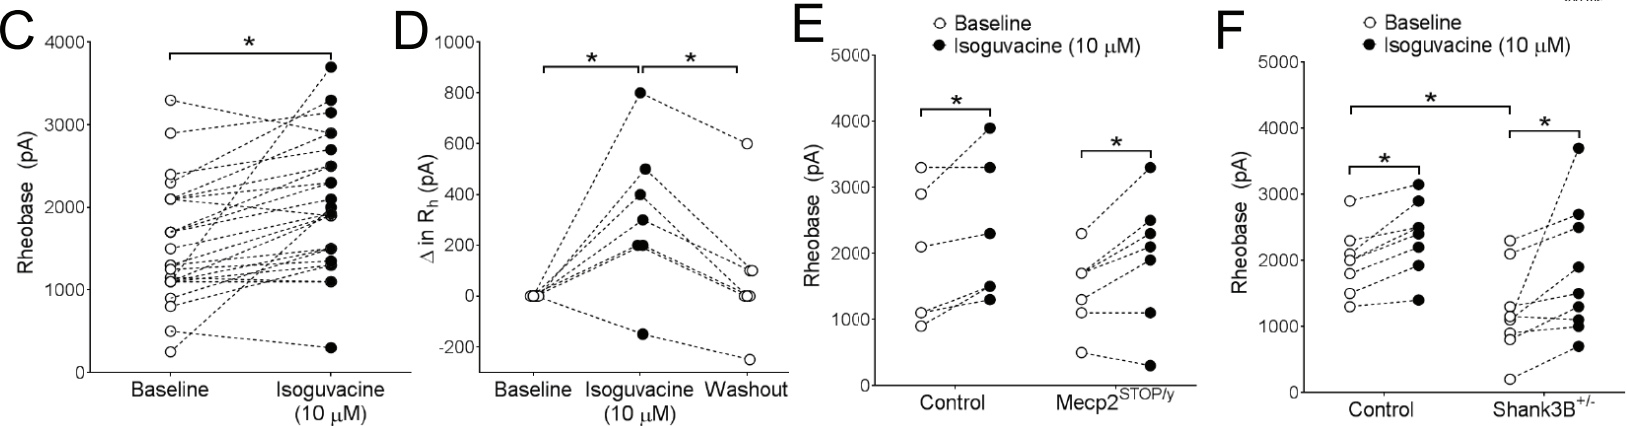 C
4000
3000
2000
1000
0
Rheobase (pA)
*
Baseline
Isoguvacine
(10 μM)
D
1000
800
600
400
200
0
-200
Δ in Rh (pA)
* *
Baseline
Isoguvacine
(10 μM)
Washout
E
Baseline
Isoguvacine (10 μM)
5000
4000
3000
2000
1000
0
Rheobase (pA)
*
*
Control
Mecp2STOP/y
F
Baseline
Isoguvacine (10 μM)
5000
4000
3000
2000
1000
0
Rheobase (pA)
*
*
*
Control
Shank3B+/-